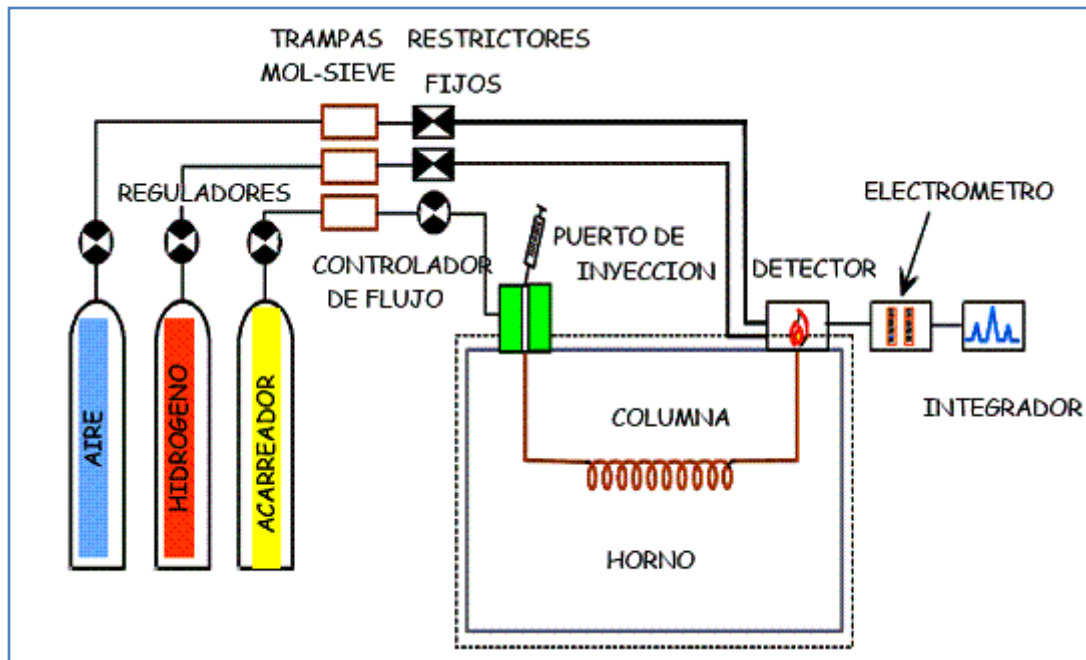 TRAMPAS RESTRICTORES
MOL-SIEVE FIJOS
REGULADORES
ELECTROMETRO
PUERTO DE
INYECCION
CONTROLADOR
DE FLUJO
DETECTOR
AIRE
HIDROGENO
ACARREADOR
COLUMNA
INTEGRADOR
HORNO